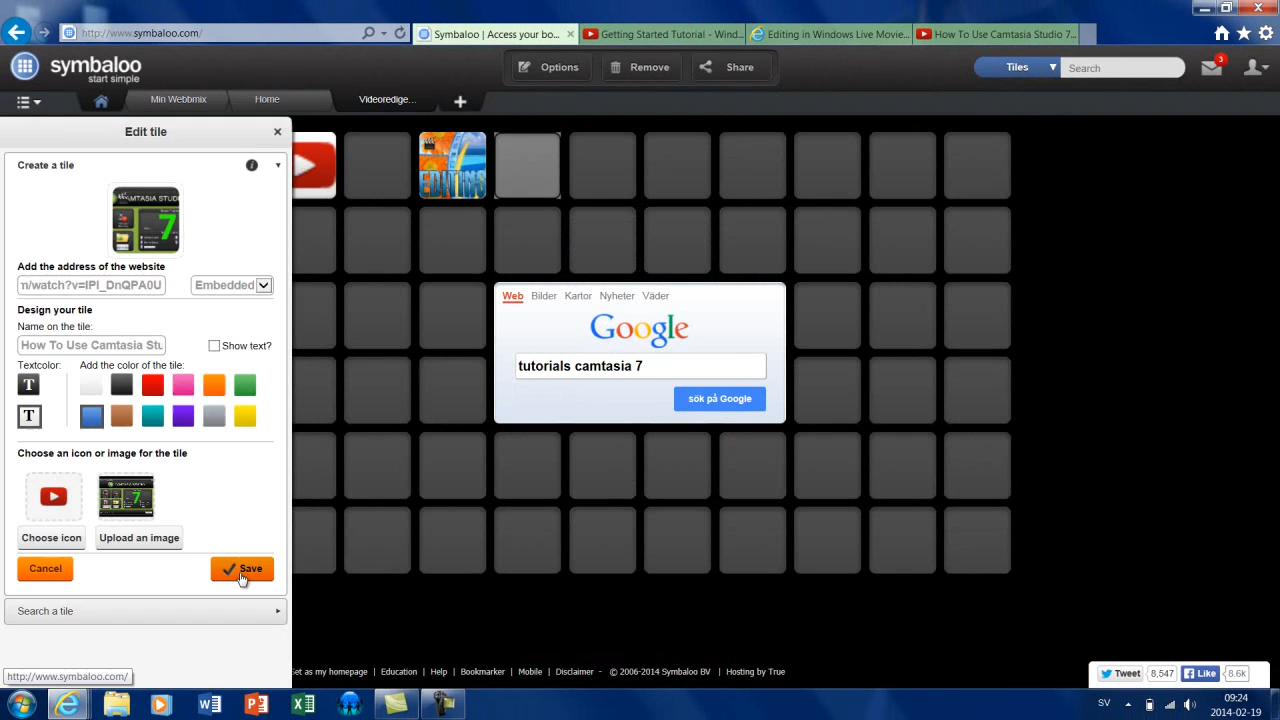 http://www.symbaloo.com/
Symbaloo | Access your bo...
Getting Started Tutorial - Wind...
Editing in Windows Live Movie...
How To Use Camtasia Studio 7...
symbaloo
start simple
Options
Remove
Share
Tiles
Search
3
Min Webbmix
Home
Videoredige...
Edit tile
Create a tile
EDITING
7
Add the address of the website
n/watch?v=IPI_DnQPA0U
Embedded
Design your tile
Name on the tile:
How To Use Camtasia Stu
Show text?
Textcolor:
Add the color of the tile:
T
T
Web Bilder Kartor Nyheter Väder
Google
tutorials camtasia 7
sök på Google
Choose an icon or image for the tile
7
Choose icon
Upload an image
Cancel
Save
Search a tile
http://www.symbaloo.com/
Set as my homepage | Education | Help | Bookmarker | Mobile | Disclaimer - © 2006-2014 Symbaloo BV | Hosting by True
Tweet
8,547
Like
8.6k
SV
09:24
2014-02-19